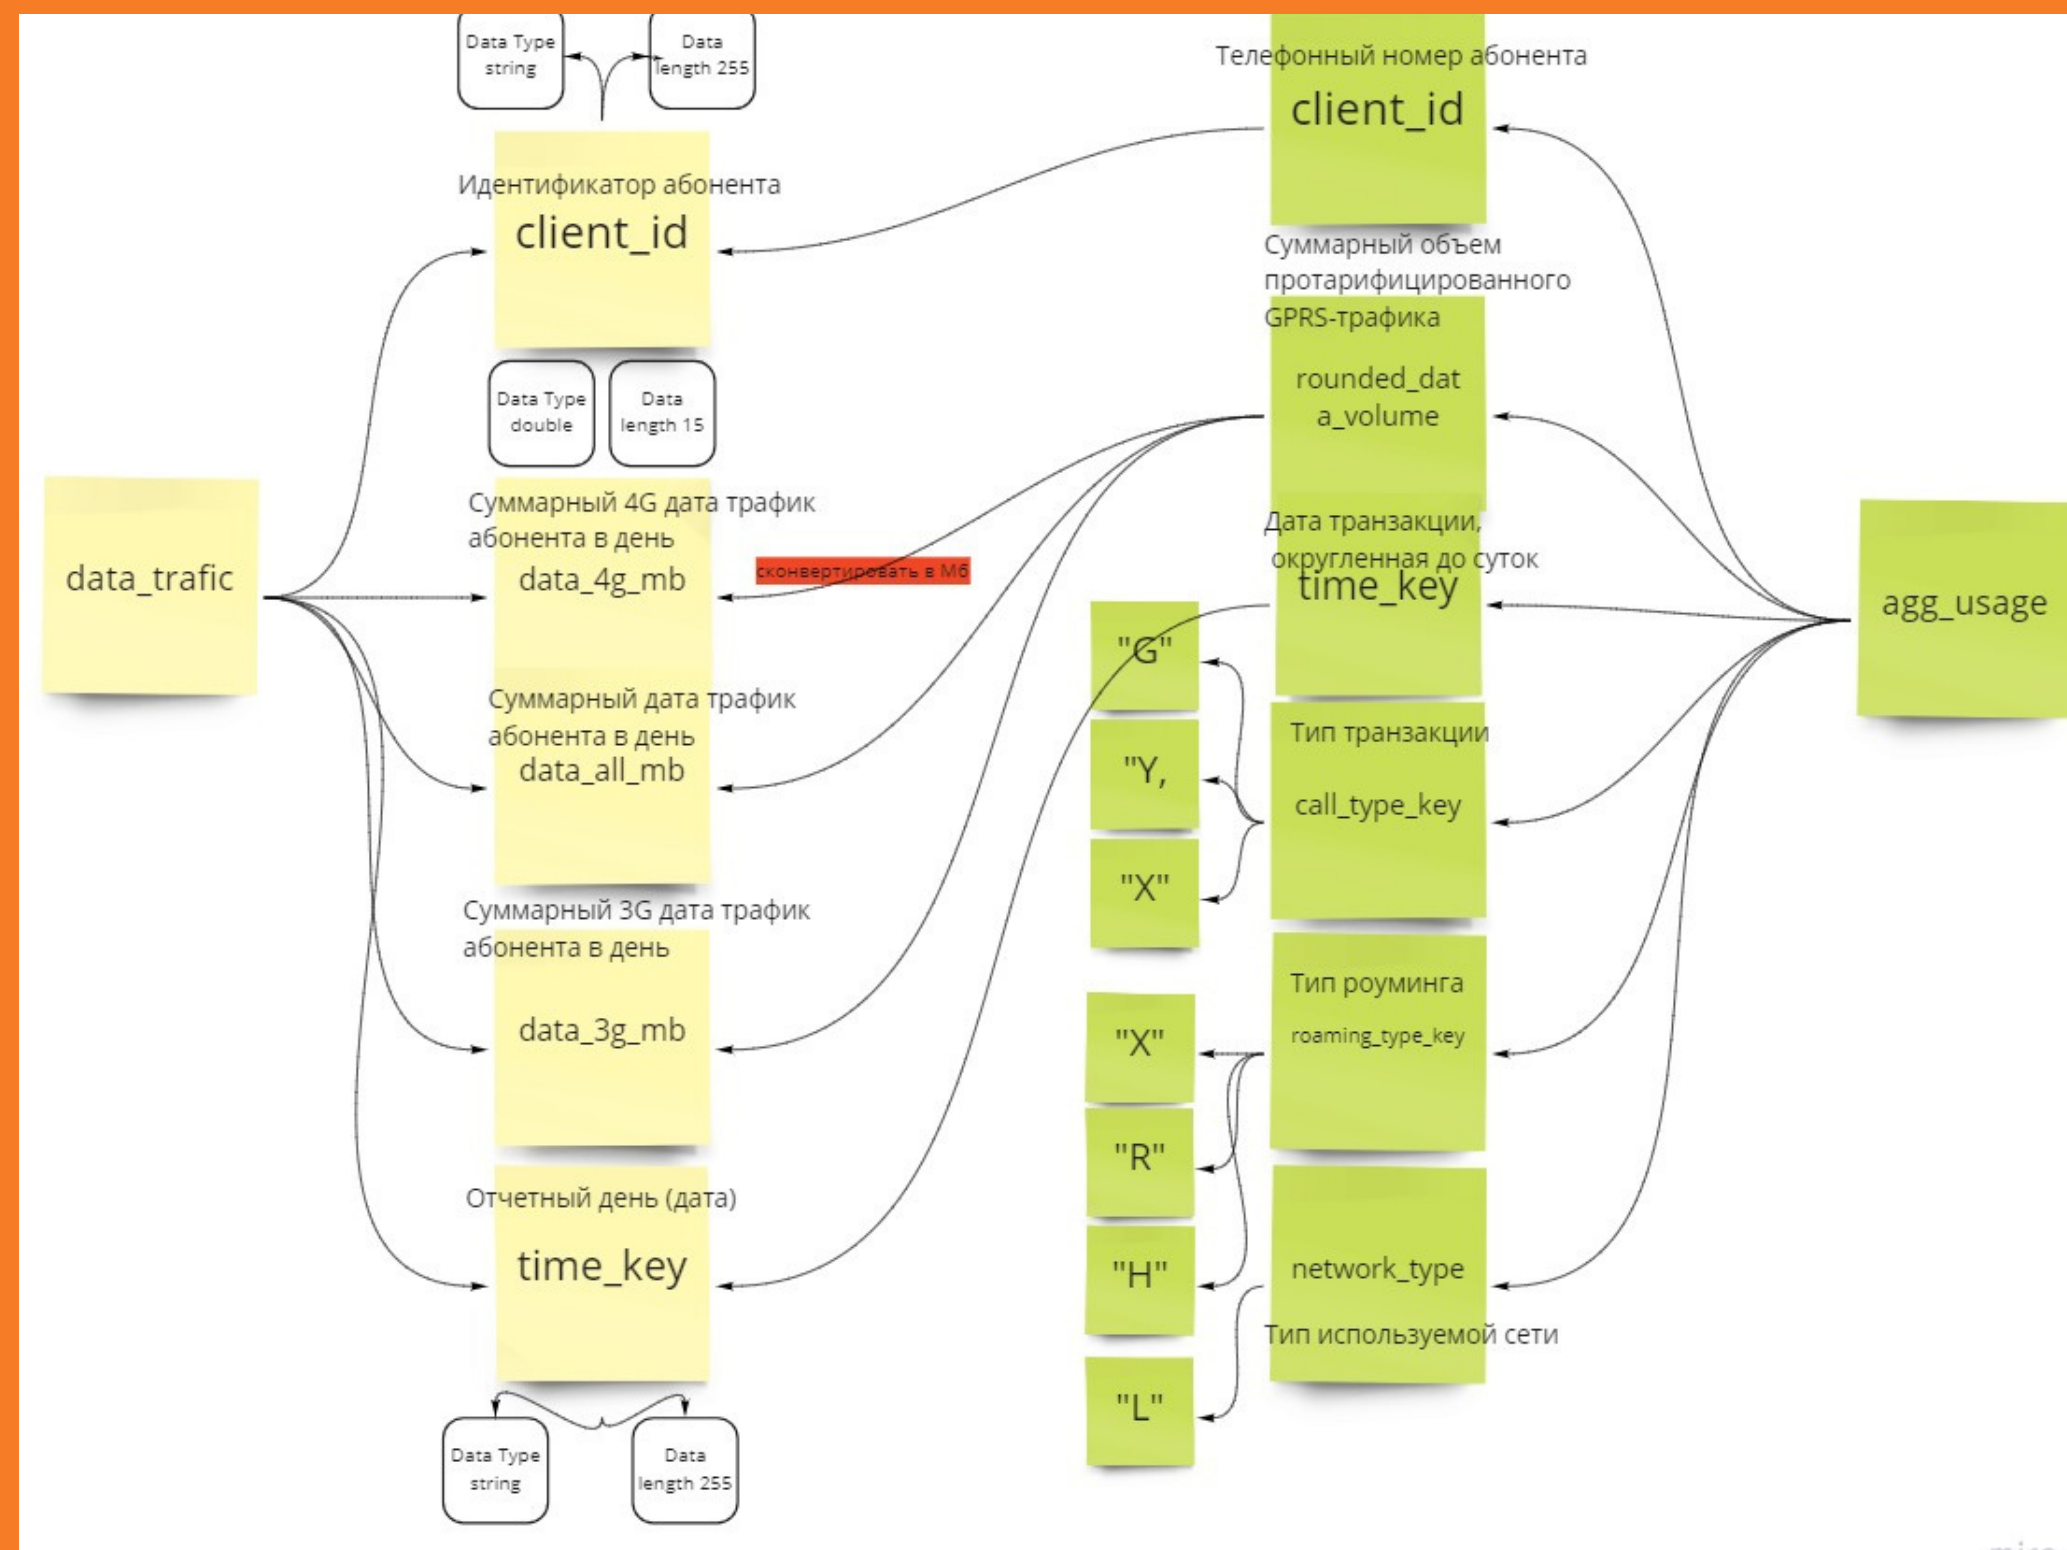 Data Type
string
Data
length 255
Идентификатор абонента
client_id
Data Type
double
Data
length 15
data_trafic
Суммарный 4G дата трафик
абонента в день
data_4g_mb
сконвертировать в Мб
Суммарный дата трафик
абонента в день
data_all_mb
Суммарный 3G дата трафик
абонента в день
data_3g_mb
Отчетный день (дата)
time_key
Data Type
string
Data
length 255
Телефонный номер абонента
client_id
Суммарный объем
протарифицированного
GPRS-трафика
rounded_dat
a_volume
Дата транзакции,
округленная до суток
time_key
"G"
"Y,
"X"
Тип транзакции
call_type_key
"X"
"R"
"H"
Тип роуминга
roaming_type_key
"L"
network_type
Тип используемой сети
agg_usage